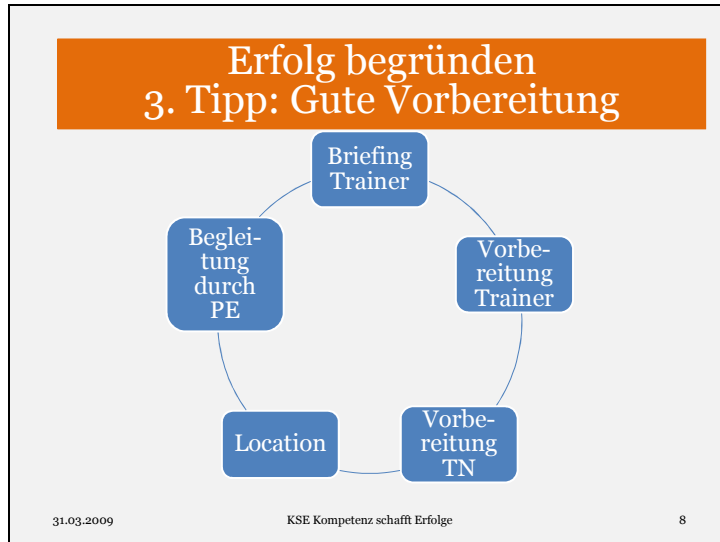 Erfolg begründen
3. Tipp: Gute Vorbereitung
Briefing
Trainer
Vorbe-
reitung
Trainer
Vorbe-
reitung
TN
Location
Beglei-
tung
durch
PE
31.03.2009
KSE Kompetenz schafft Erfolge
8